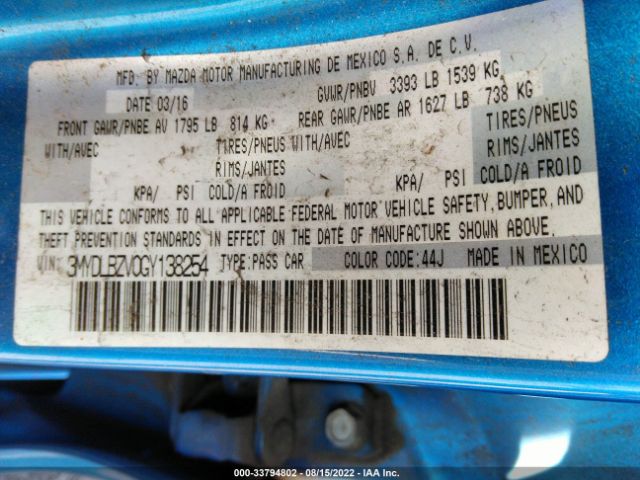 MFD. BY MAZDA MOTOR MANUFACTURING DE MEXICO S.A. DE C.V.
DATE 03/16 GVWR/PNBV 3393 LB 1539 KG
FRONT GAWR/PNBE AV 1795 LB 814 KG REAR GAWR/PNBE AR 1627 LB 738 KG
WITH/AVEC TIRES/PNEUS WITH/AVEC TIRES/PNEUS
RIMS/JANTES RIMS/JANTES
KPA/ PSI COLD/A FROID KPA/ PSI COLD/A FROID
THIS VEHICLE CONFORMS TO ALL APPLICABLE FEDERAL MOTOR VEHICLE SAFETY, BUMPER, AND
THEFT PREVENTION STANDARDS IN EFFECT ON THE DATE OF MANUFACTURE SHOWN ABOVE.
VIN: 3MYDLBZV0GY138254 TYPE:PASS CAR COLOR CODE:44J MADE IN MEXICO
000-33794802 - 08/15/2022 - IAA Inc.